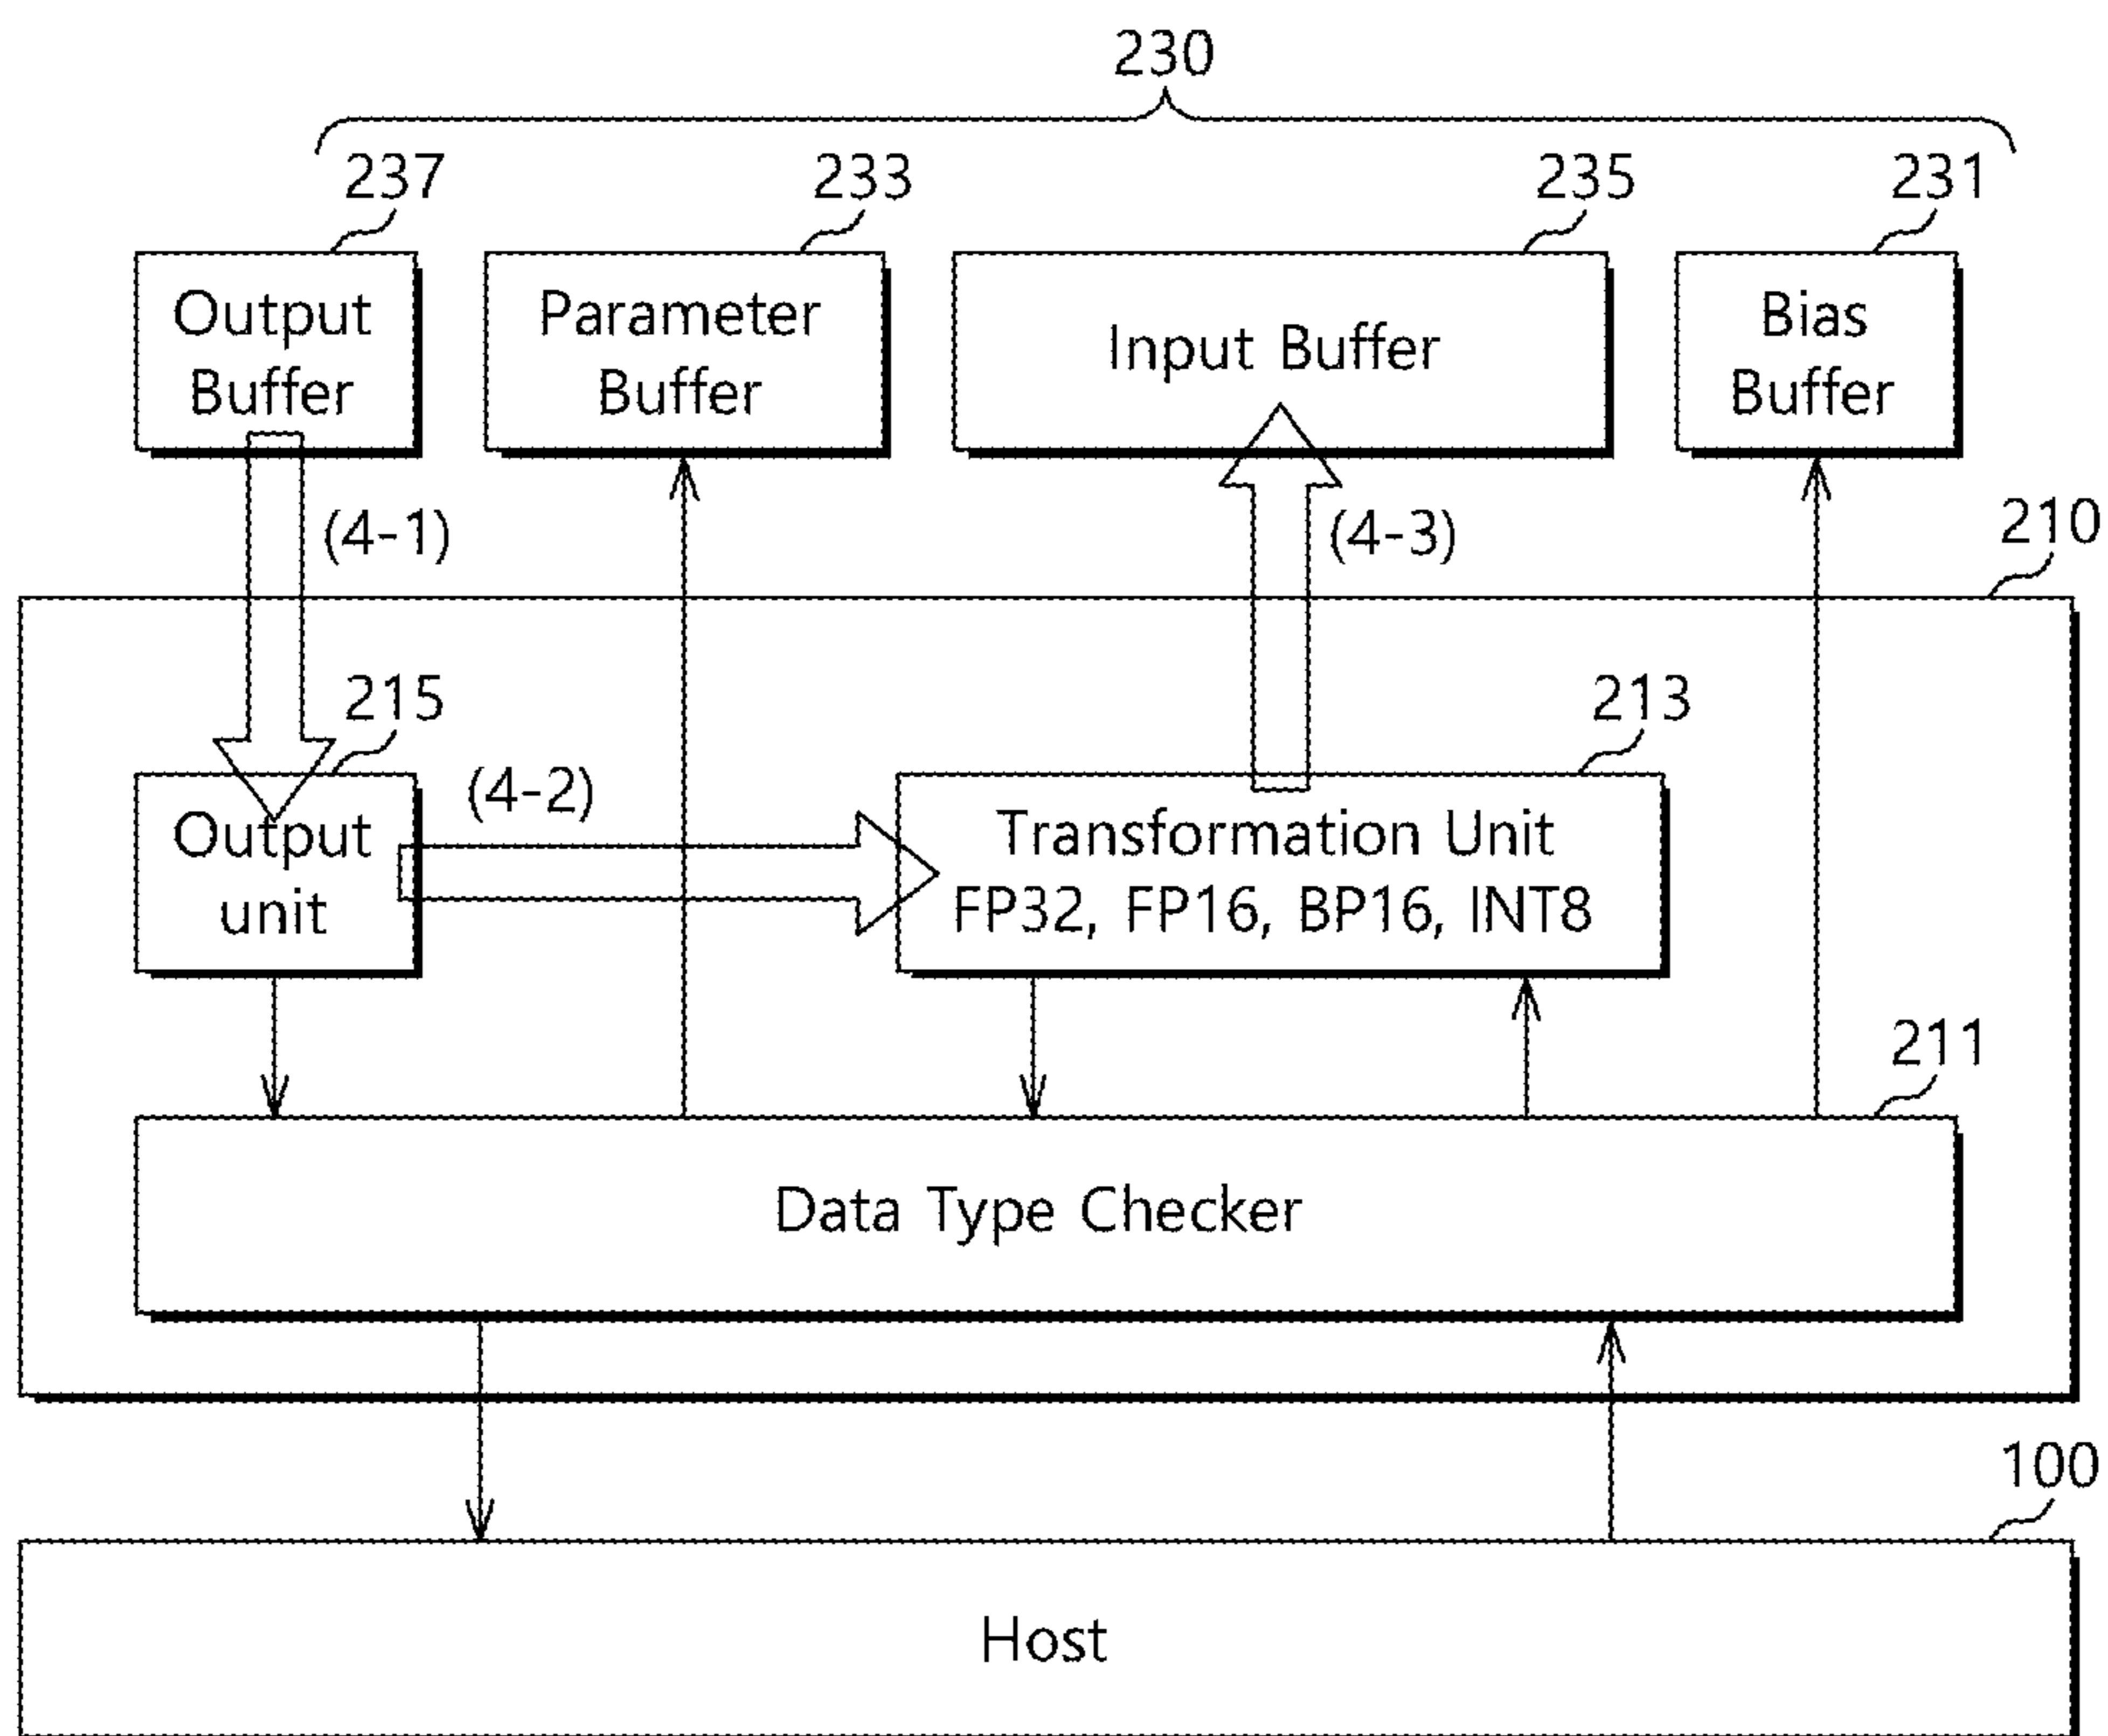 230
237
233
235
231
Output
Buffer
Parameter
Buffer
Input Buffer
Bias
Buffer
(4-1)
(4-3)
210
215
213
(4-2)
Output
unit
Transformation Unit
FP32, FP16, BP16, INT8
211
Data Type Checker
100
Host